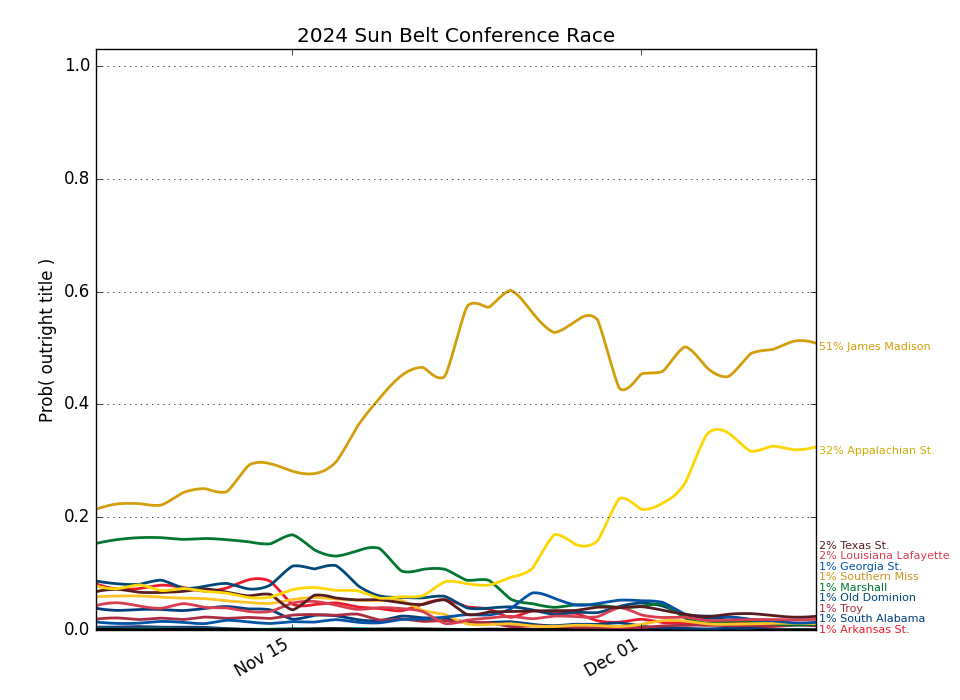 2024 Sun Belt Conference Race
Prob( outright title )
1.0
0.8
0.6
0.4
0.2
0.0
Nov 15
Dec 01
51% James Madison
32% Appalachian St.
2% Texas St.
2% Louisiana Lafayette
1% Georgia St.
1% Southern Miss
1% Marshall
1% Old Dominion
1% Troy
1% South Alabama
1% Arkansas St.